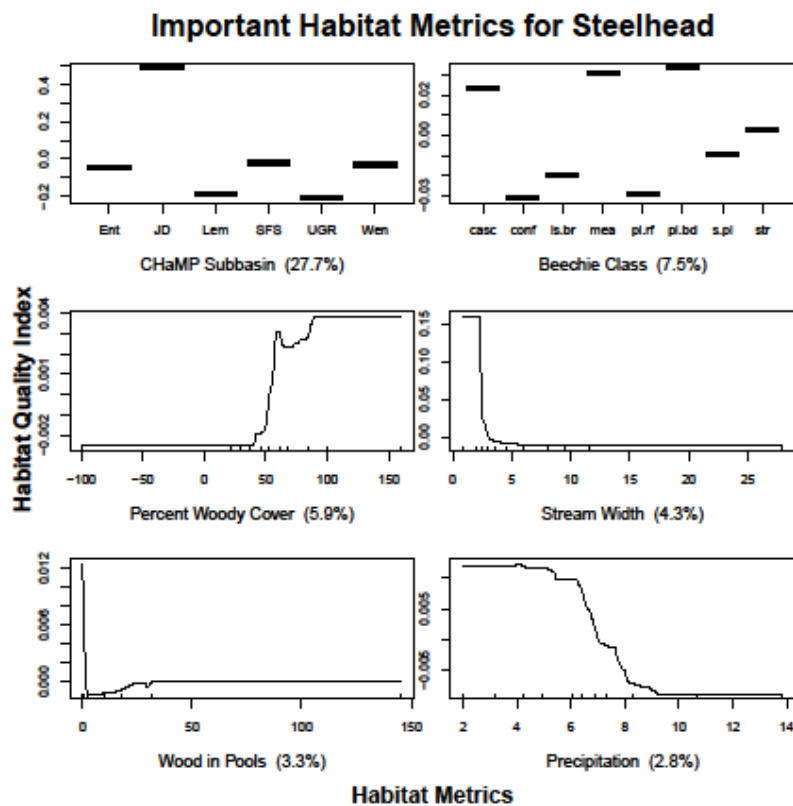 Important Habitat Metrics for Steelhead
0.4
0.2
0.0
−0.2
Ent JD Lem SFS UGR Wen
CHaMP Subbasin (27.7%)
0.02
0.00
−0.03
casc conf ls.br mea pl.rf pl.bd s.pl str
Beechie Class (7.5%)
Habitat Quality Index
0.004
0.001
−0.002
−100 −50 0 50 100 150
Percent Woody Cover (5.9%)
0.15
0.10
0.05
0.00
0 5 10 15 20 25
Stream Width (4.3%)
0.012
0.006
0.000
0 50 100 150
Wood in Pools (3.3%)
0.005
−0.005
2 4 6 8 10 12 14
Precipitation (2.8%)
Habitat Metrics